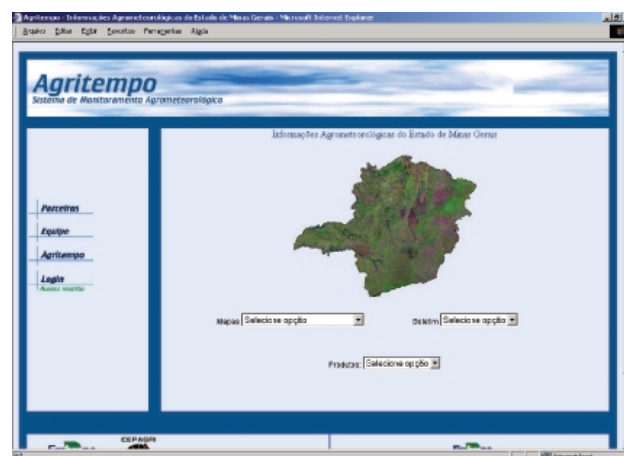 Agritempo - Informações Agrometeorológicas do Estado de Minas Gerais - Microsoft Internet Explorer
Arquivo Editar Exibir Favoritos Ferramentas Ajuda
Agritempo
Sistema de Monitoramento Agrometeorológico
Informações Agrometeorológicas do Estado de Minas Gerais
Parceiros
Equipe
Agritempo
Login
Acesso restrito
Mapas Selecione opção
Boletim Selecione opção
Produtos: Selecione opção
CEPAGRI